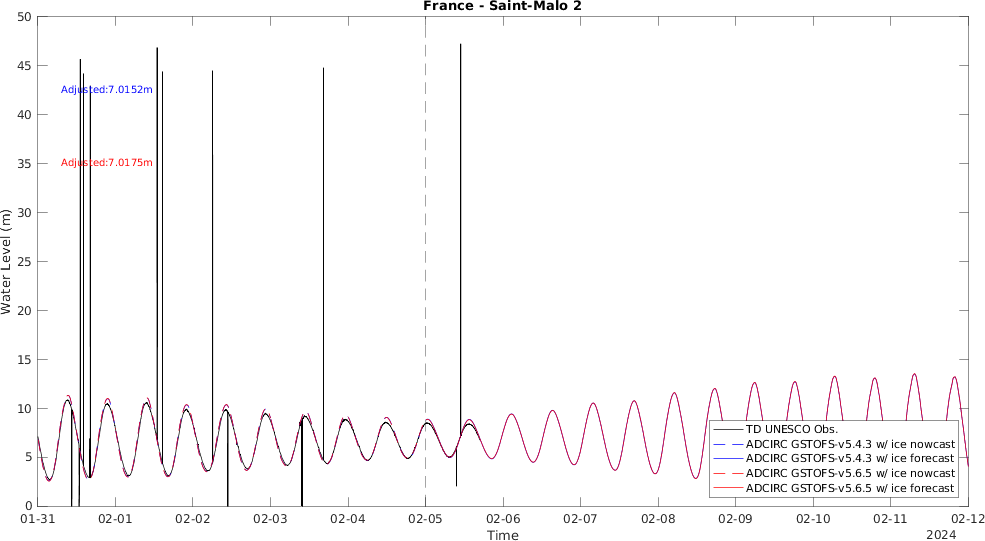 France - Saint-Malo 2
50
45
Adjusted:7.0152m
40
35
Adjusted:7.0175m
30
25
20
15
10
5
0
Water Level (m)
TD UNESCO Obs.
ADCIRC GSTOFS-v5.4.3 w/ ice nowcast
ADCIRC GSTOFS-v5.4.3 w/ ice forecast
ADCIRC GSTOFS-v5.6.5 w/ ice nowcast
ADCIRC GSTOFS-v5.6.5 w/ ice forecast
01-31 02-01 02-02 02-03 02-04 02-05 02-06 02-07 02-08 02-09 02-10 02-11 02-12
Time
2024